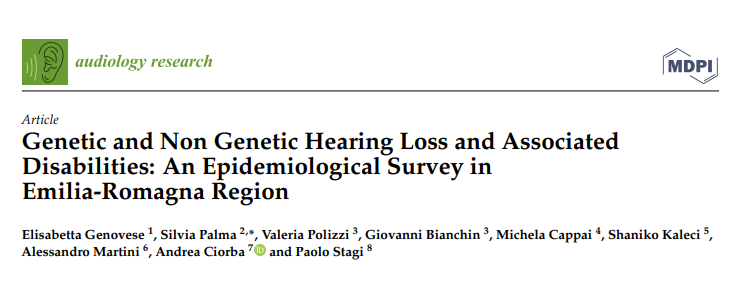 audiology research
MDPI
Article
Genetic and Non Genetic Hearing Loss and Associated
Disabilities: An Epidemiological Survey in
Emilia-Romagna Region
Elisabetta Genovese 1, Silvia Palma 2,*, Valeria Polizzi 3, Giovanni Bianchin 3, Michela Cappai 4, Shaniko Kaleci 5,
Alessandro Martini 6, Andrea Ciorba 7 iD and Paolo Stagi 8